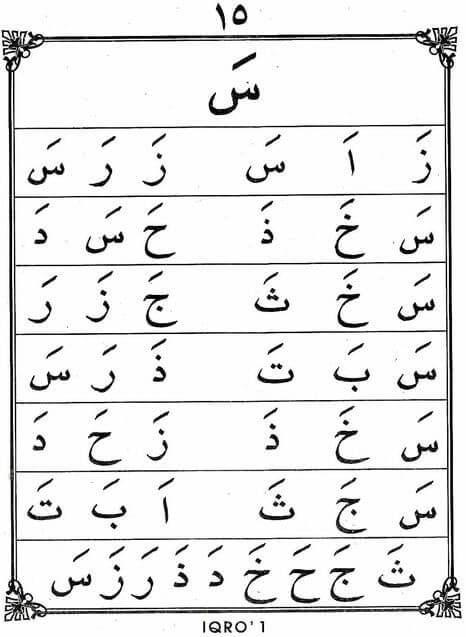 ١٥
سَ
زَ اَ سَ زَ رَ سَ
سَ خَ ذَ حَ سَ دَ
سَ خَ ثَ جَ زَ رَ
سَ بَ تَ ذَ رَ سَ
سَ خَ ذَ زَ حَ دَ
سَ جَ ثَ اَ بَ تَ
ثَ جَ حَ خَ دَ ذَ رَ زَ سَ
IQRO' 1